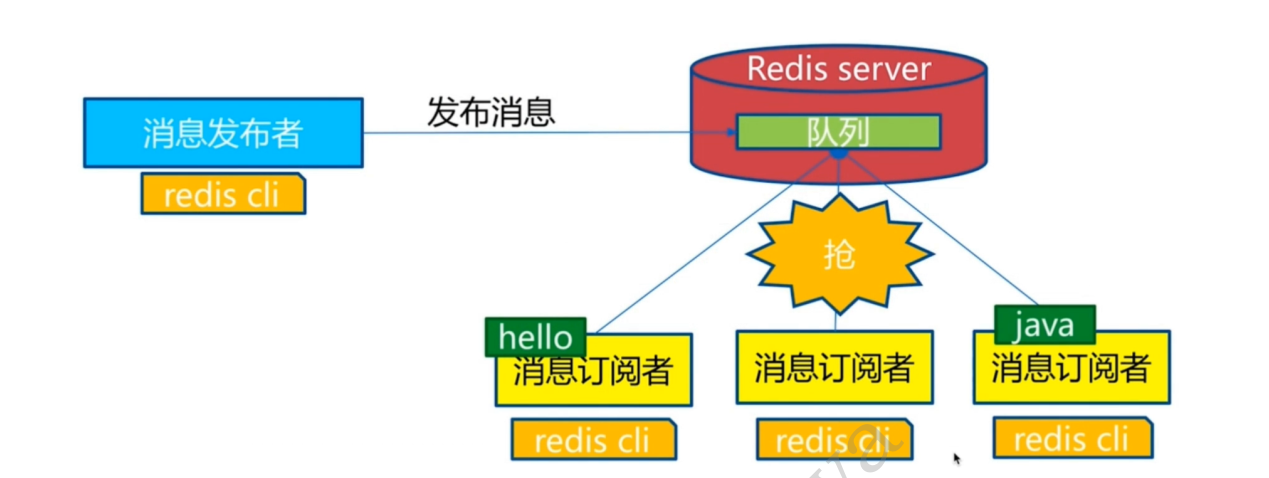 Redis server
发布消息
队列
消息发布者
redis cli
抢
hello
java
消息订阅者
消息订阅者
消息订阅者
redis cli
redis cli
redis cli